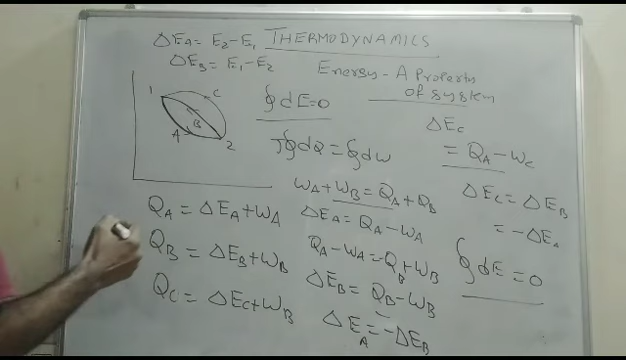 ΔEA = E2 - E1 THERMODYNAMICS
ΔEB = E1 - E2
Energy - A Property
of system
1
C
B
A
2
∮dE = 0
J∮dQ = ∮dW
WA + WB = QA + QB
ΔEC
= QA - WC
ΔEC = ΔEB
= -ΔEA
∮dE = 0
QA = ΔEA + WA
QB = ΔEB + WB
QC = ΔEC + WB
ΔEA = QA - WA
QA - WA = QB + WB
ΔEB = QB - WB
ΔEA = -ΔEB